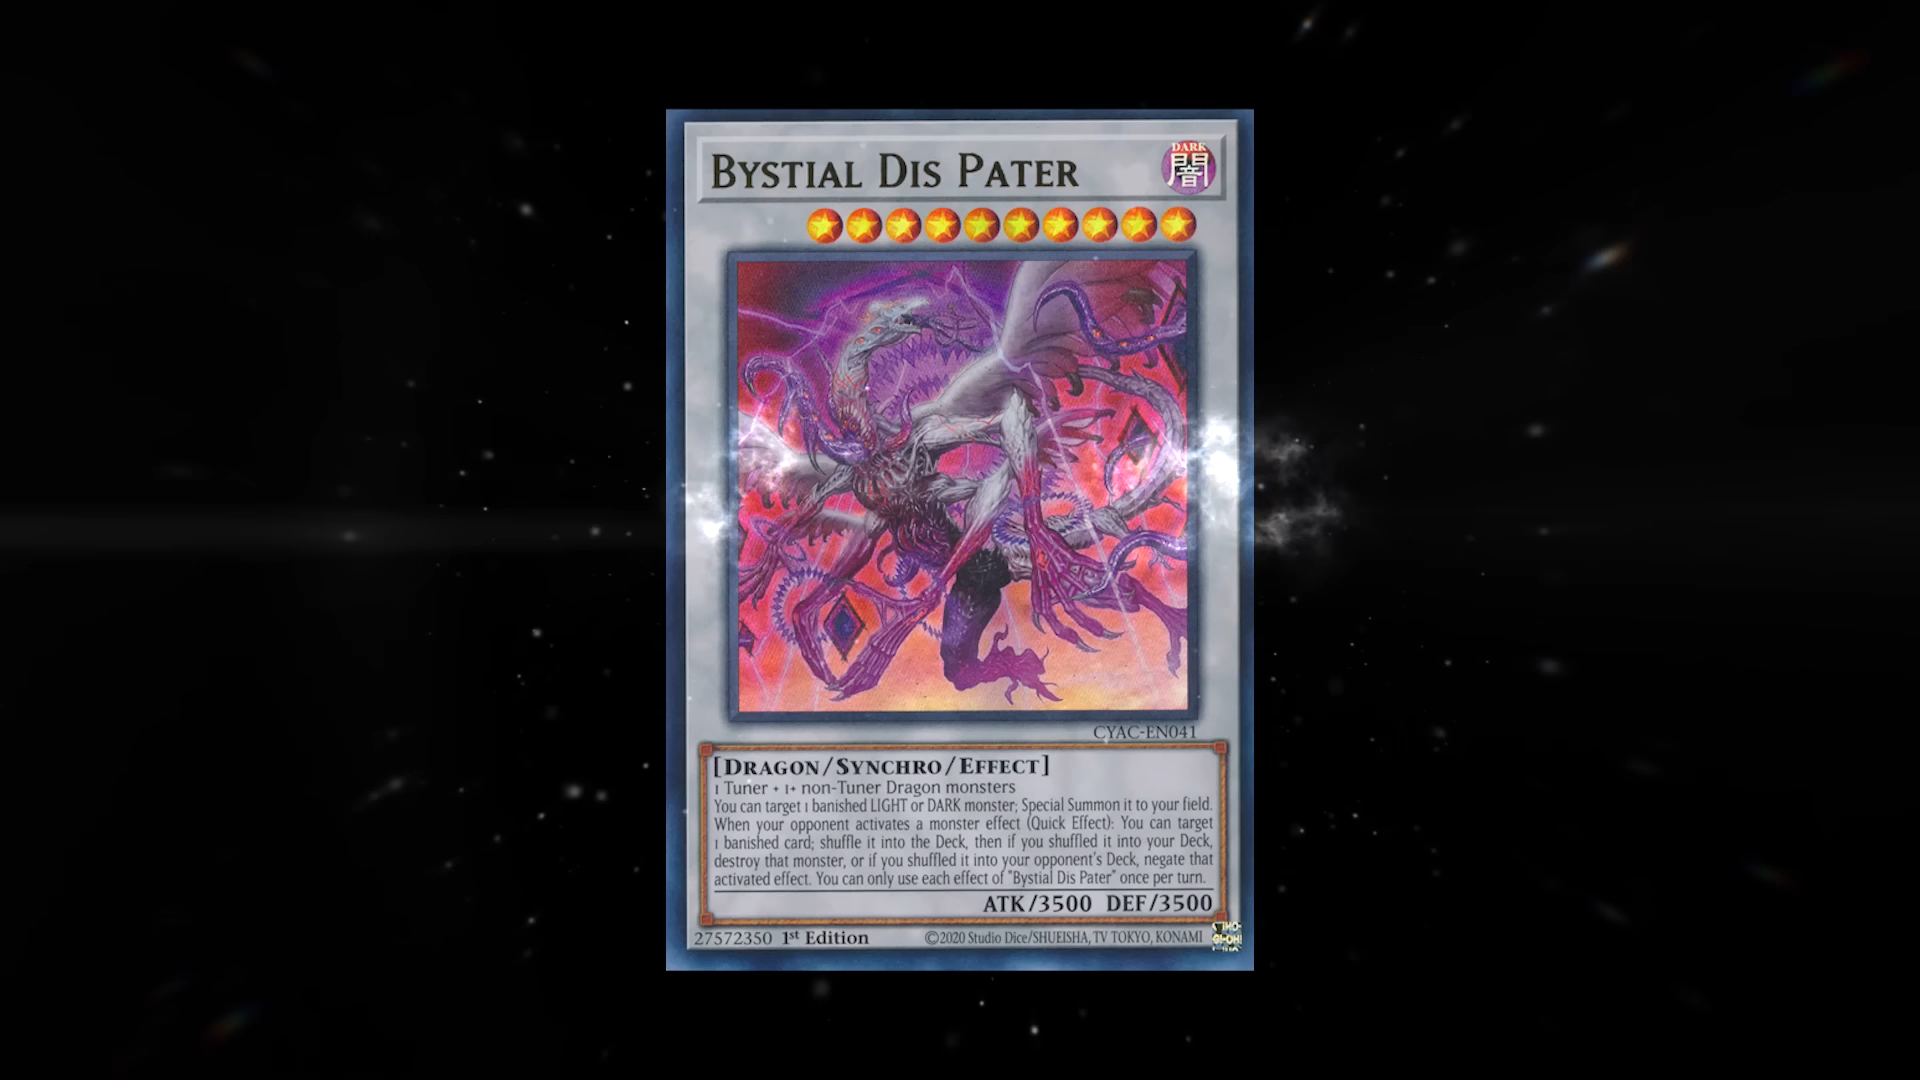 Bystial Dis Pater
DARK
闇
CYAC-EN041
[Dragon/Synchro/Effect]
1 Tuner + 1+ non-Tuner Dragon monsters
You can target 1 banished LIGHT or DARK monster; Special Summon it to your field.
When your opponent activates a monster effect (Quick Effect): You can target
1 banished card; shuffle it into the Deck, then if you shuffled it into your Deck,
destroy that monster, or if you shuffled it into your opponent's Deck, negate that
activated effect. You can only use each effect of "Bystial Dis Pater" once per turn.
ATK/3500 DEF/3500
27572350 1st Edition
©2020 Studio Dice/SHUEISHA, TV TOKYO, KONAMI